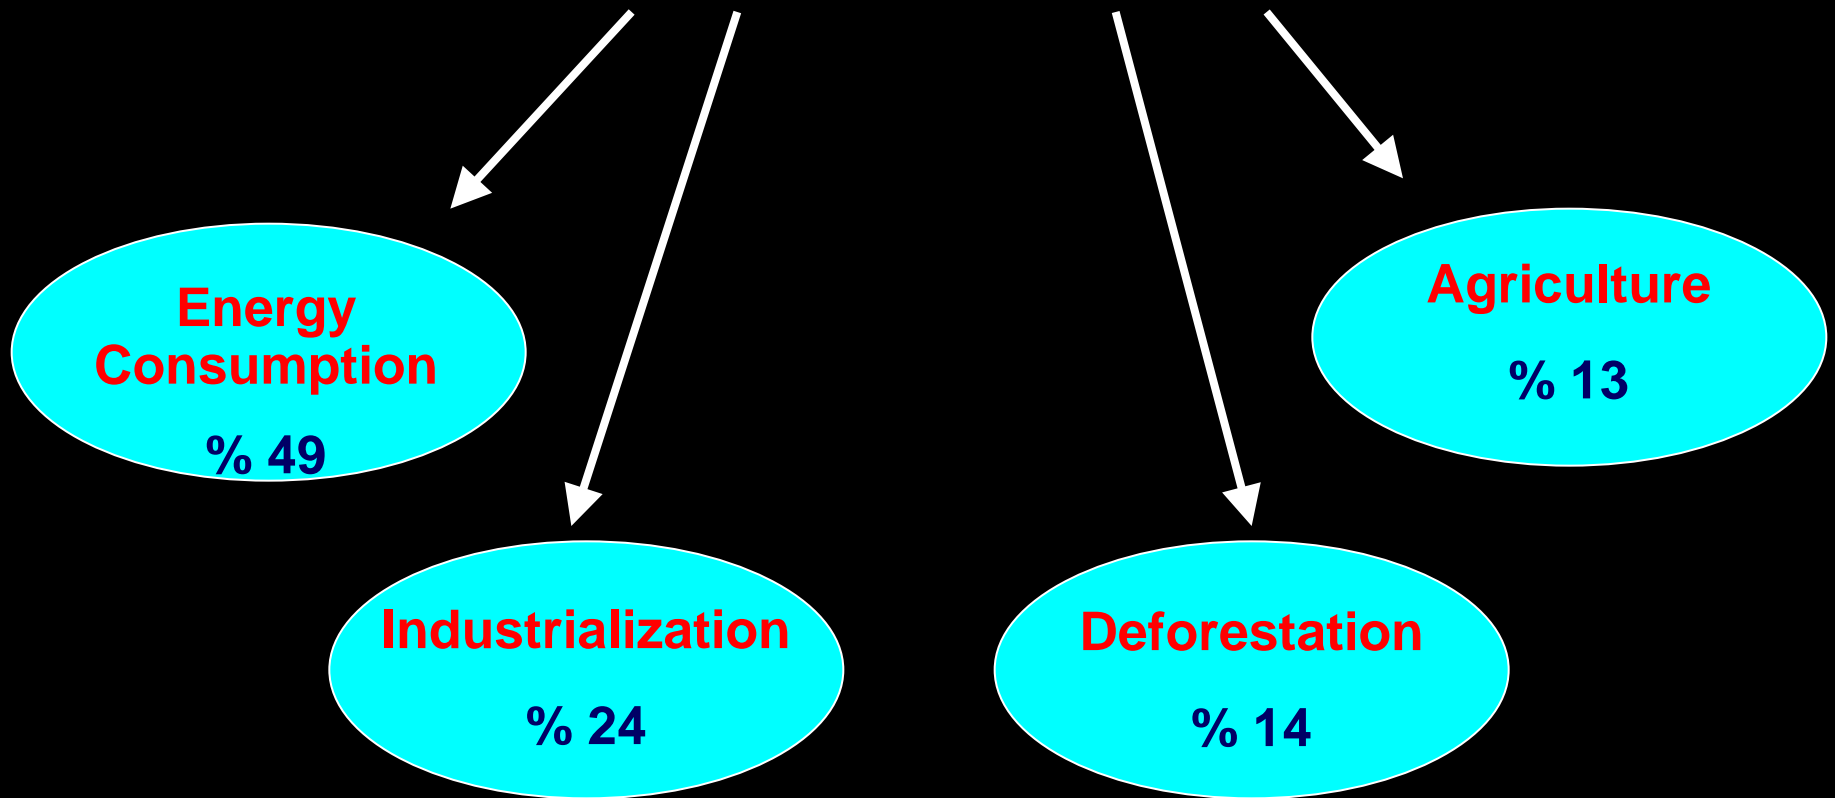 Energy
Consumption
% 49
Industrialization
% 24
Deforestation
% 14
Agriculture
% 13